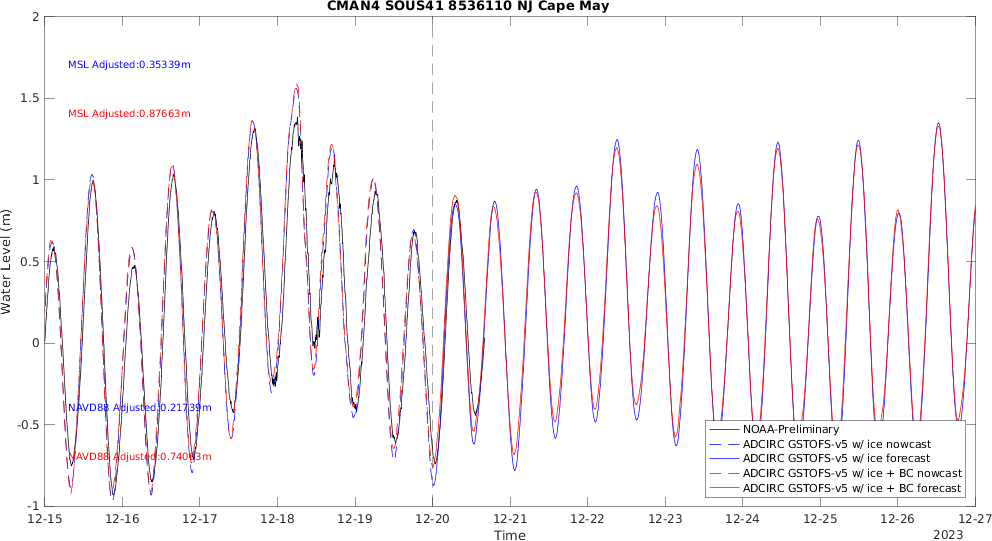 CMAN4 SOUS41 8536110 NJ Cape May
2
1.5
1
0.5
0
-0.5
-1
Water Level (m)
MSL Adjusted:0.35339m
MSL Adjusted:0.87663m
NAVD88 Adjusted:0.21739m
NAVD88 Adjusted:0.74063m
NOAA-Preliminary
ADCIRC GSTOFS-v5 w/ ice nowcast
ADCIRC GSTOFS-v5 w/ ice forecast
ADCIRC GSTOFS-v5 w/ ice + BC nowcast
ADCIRC GSTOFS-v5 w/ ice + BC forecast
12-15 12-16 12-17 12-18 12-19 12-20 12-21 12-22 12-23 12-24 12-25 12-26 12-27
Time
2023